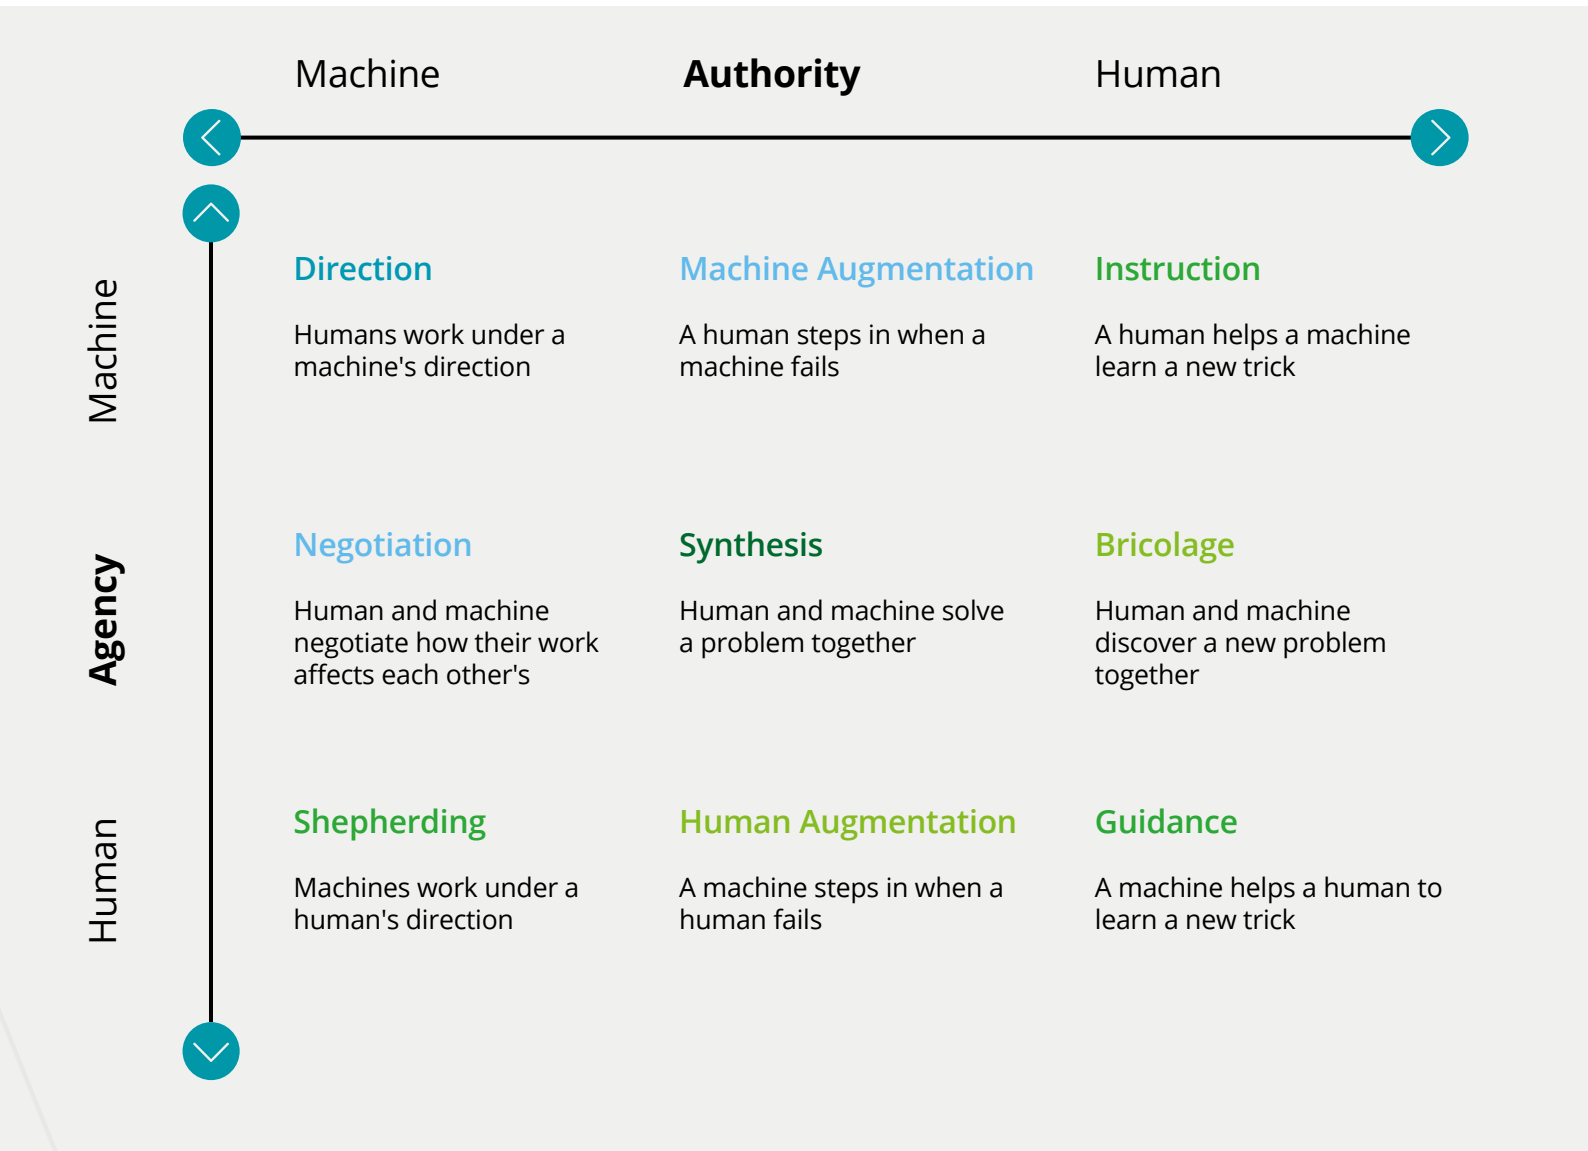 Machine
Authority
Human
Machine
Direction
Humans work under a
machine's direction
Machine Augmentation
A human steps in when a
machine fails
Instruction
A human helps a machine
learn a new trick
Agency
Negotiation
Human and machine
negotiate how their work
affects each other's
Synthesis
Human and machine solve
a problem together
Bricolage
Human and machine
discover a new problem
together
Human
Shepherding
Machines work under a
human's direction
Human Augmentation
A machine steps in when a
human fails
Guidance
A machine helps a human to
learn a new trick